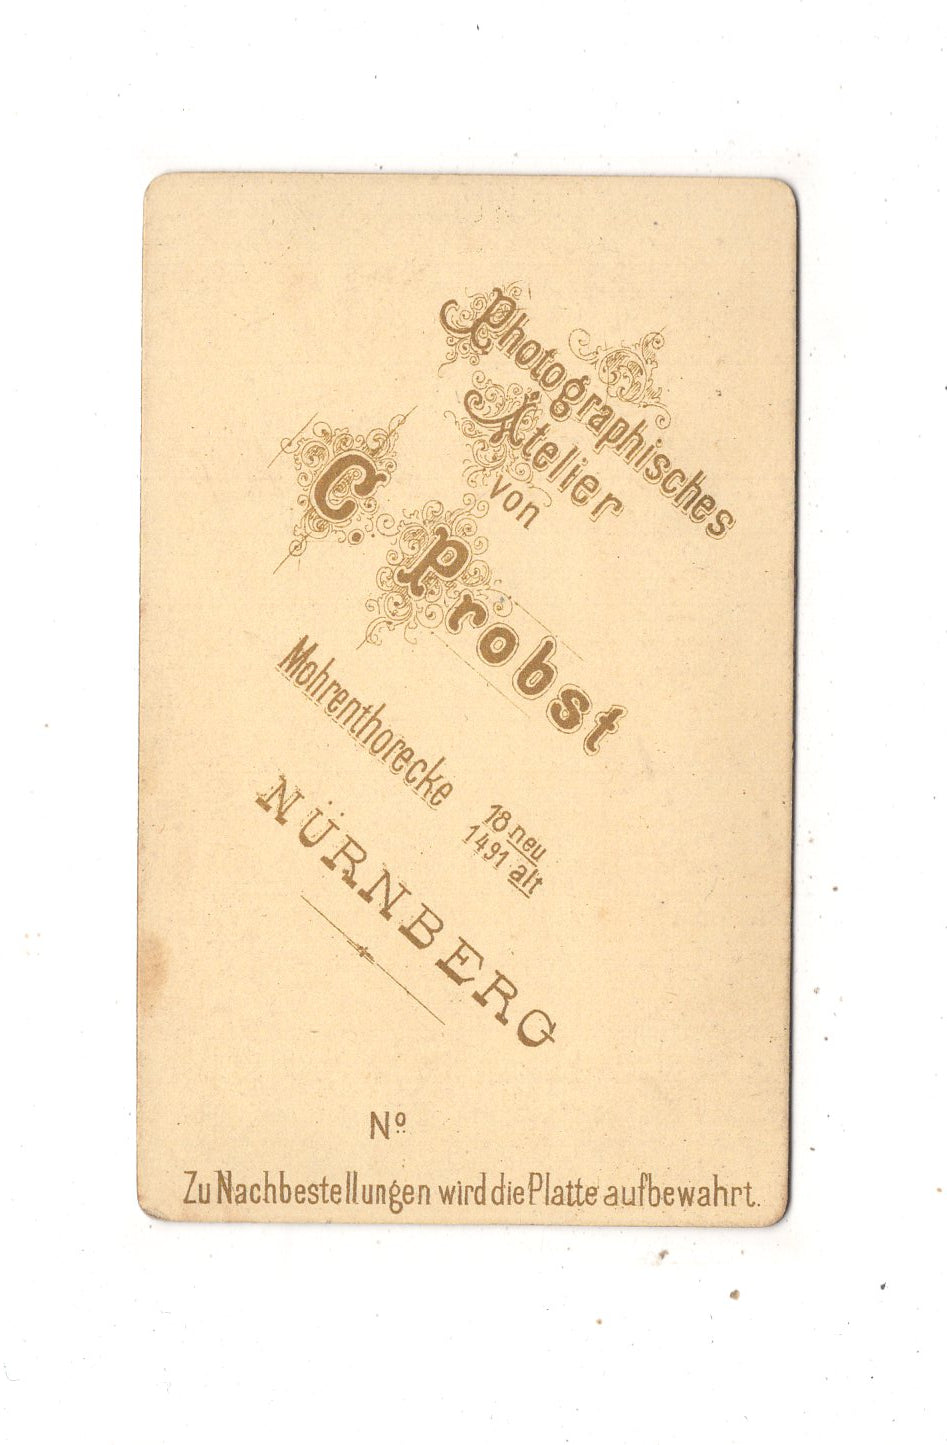 Photographisches
Atelier
von
C. Probst
Mohrenthorecke 18 neu
1491 alt
NÜRNBERG
Nº
Zu Nachbestellungen wird die Platte aufbewahrt.